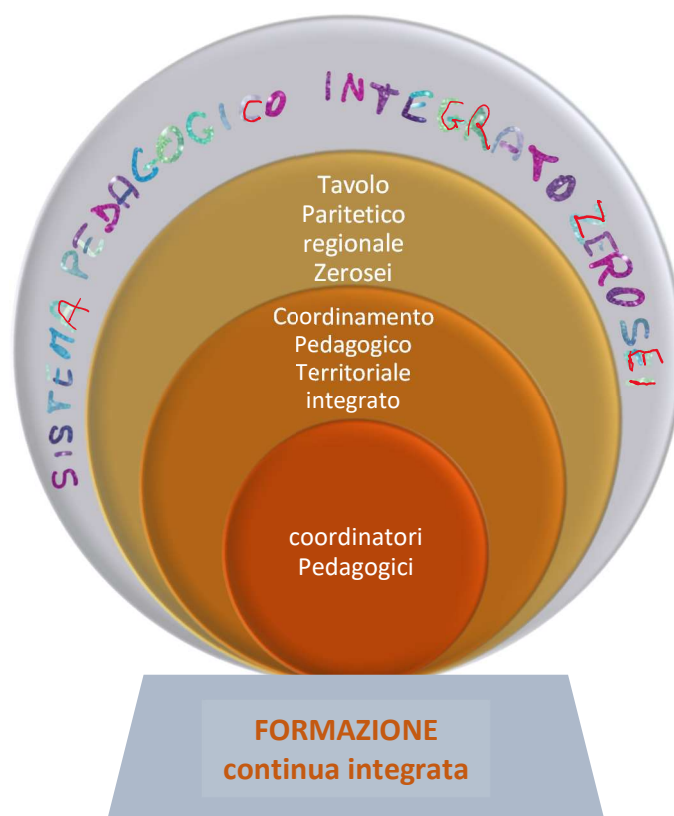 SISTEMA PEDAGOGICO INTEGRATO ZEROSEI
Tavolo
Paritetico
regionale
Zerosei
Coordinamento
Pedagogico
Territoriale
integrato
coordinatori
Pedagogici
FORMAZIONE
continua integrata